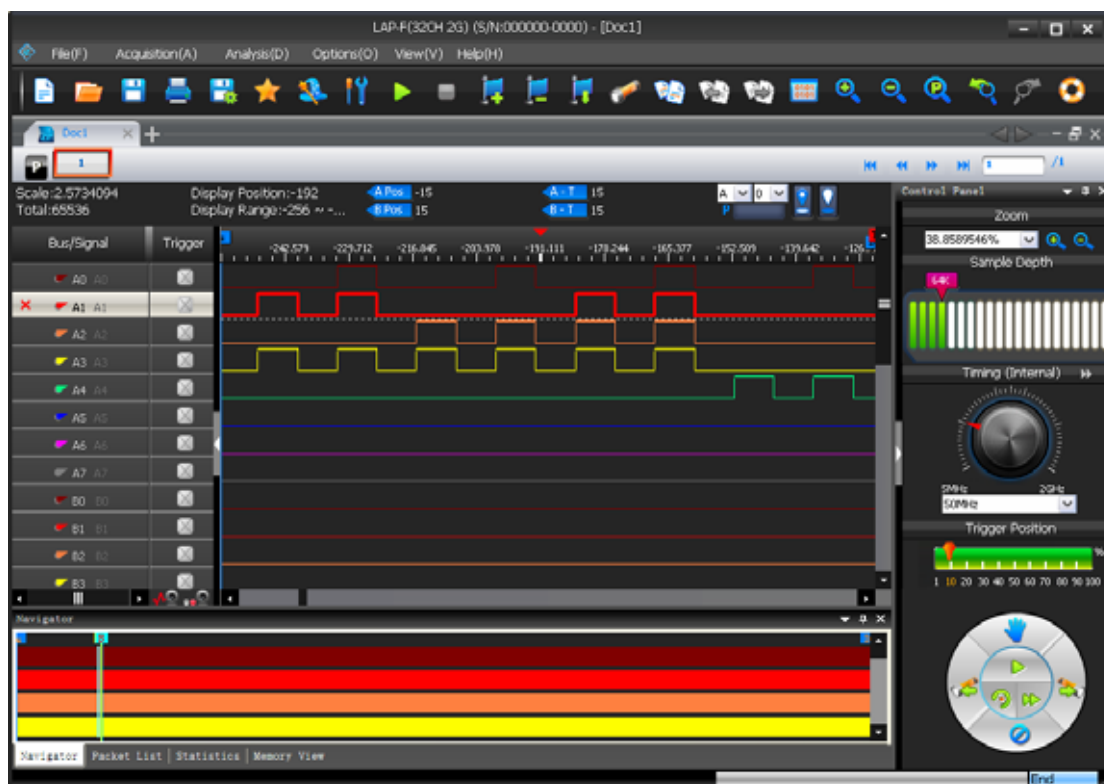 LAP-F(32CH 2G) (S/N:000000-0000) - [Doc1]
File(F) Acquisition(A) Analysis(D) Options(O) View(V) Help(H)
Doc1
P 1 1 /1
Scale:2.5734094 Display Position:-192 A Pos -15 A - T 15 A 0
Total:65536 Display Range:-256 ~ -... B Pos 15 B - T 15 P
Control Panel
Zoom
38.8589546%
Sample Depth
64K
Bus/Signal Trigger -242.579 -229.712 -216.845 -203.978 -191.111 -178.244 -165.377 -152.509 -139.642 -126.
A0 A0
A1 A1
A2 A2
A3 A3
A4 A4
A5 A5
A6 A6
A7 A7
B0 B0
B1 B1
B2 B2
B3 B3
Timing (Internal)
5MHz 2GHz
50MHz
Trigger Position
%
1 10 20 30 40 50 60 70 80 90 100
Navigator
Navigator Packet List Statistics Memory View
End